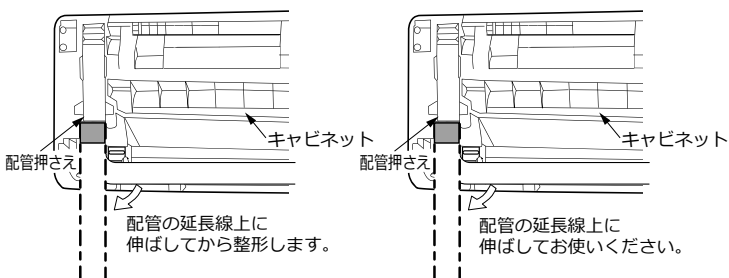 キャビネット
配管押さえ
配管の延長線上に
伸ばしてから整形します。
キャビネット
配管押さえ
配管の延長線上に
伸ばしてお使いください。